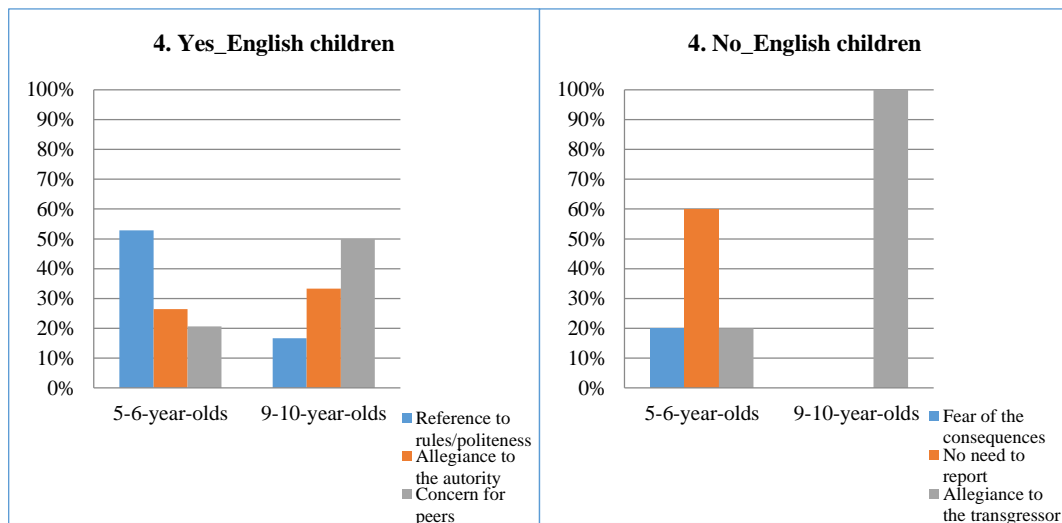 4. Yes_English children
100%
90%
80%
70%
60%
50%
40%
30%
20%
10%
0%
5-6-year-olds 9-10-year-olds
Reference to
rules/politeness
Allegiance to
the autority
Concern for
peers
4. No_English children
100%
90%
80%
70%
60%
50%
40%
30%
20%
10%
0%
5-6-year-olds 9-10-year-olds
Fear of the
consequences
No need to
report
Allegiance to
the transgressor